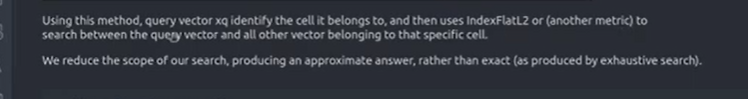 Using this method, query vector xq identify the cell it belongs to, and then uses IndexFlatL2 or (another metric) to
search between the query vector and all other vector belonging to that specific cell.
We reduce the scope of our search, producing an approximate answer, rather than exact (as produced by exhaustive search).